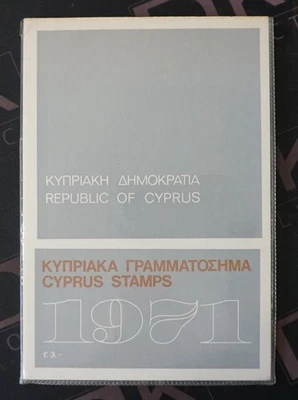 ΚΥΠΡΙΑΚΗ ΔΗΜΟΚΡΑΤΙΑ
REPUBLIC OF CYPRUS
ΚΥΠΡΙΑΚΑ ΓΡΑΜΜΑΤΟΣΗΜΑ
CYPRUS STAMPS
1971
£ 3.-